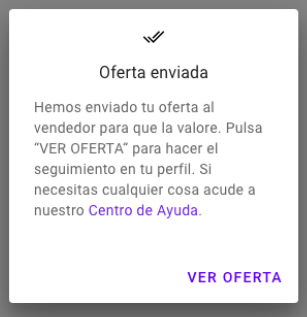 Oferta enviada
Hemos enviado tu oferta al
vendedor para que la valore. Pulsa
“VER OFERTA” para hacer el
seguimiento en tu perfil. Si
necesitas cualquier cosa acude a
nuestro Centro de Ayuda.
VER OFERTA